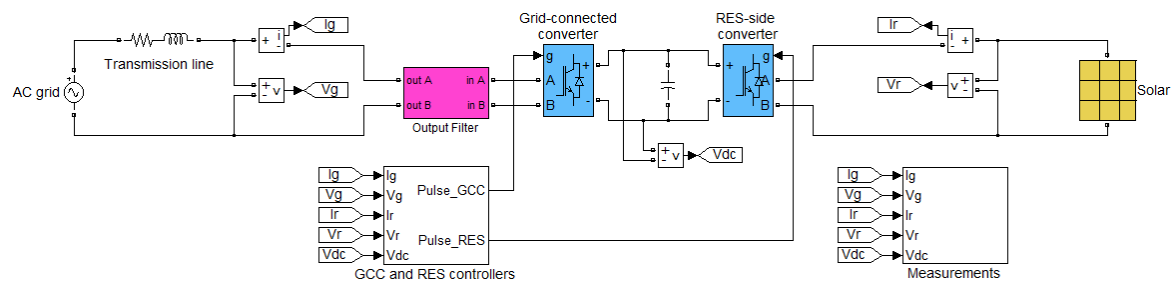 Grid-connected
converter
RES-side
converter
Ig
Ir
+
i
-
i
+
-
g
g
Transmission line
+
-
v
Vg
AC grid
+
out A
in A
out B
in B
Output Filter
A
B
+
-
+
-
A
B
Vr
v
+
-
Solar
+
-
v
Vdc
Ig
Vg
Ir
Vr
Vdc
Ig
Vg
Ir
Vr
Vdc
Pulse_GCC
Pulse_RES
GCC and RES controllers
Ig
Vg
Ir
Vr
Vdc
Ig
Vg
Ir
Vr
Vdc
Measurements